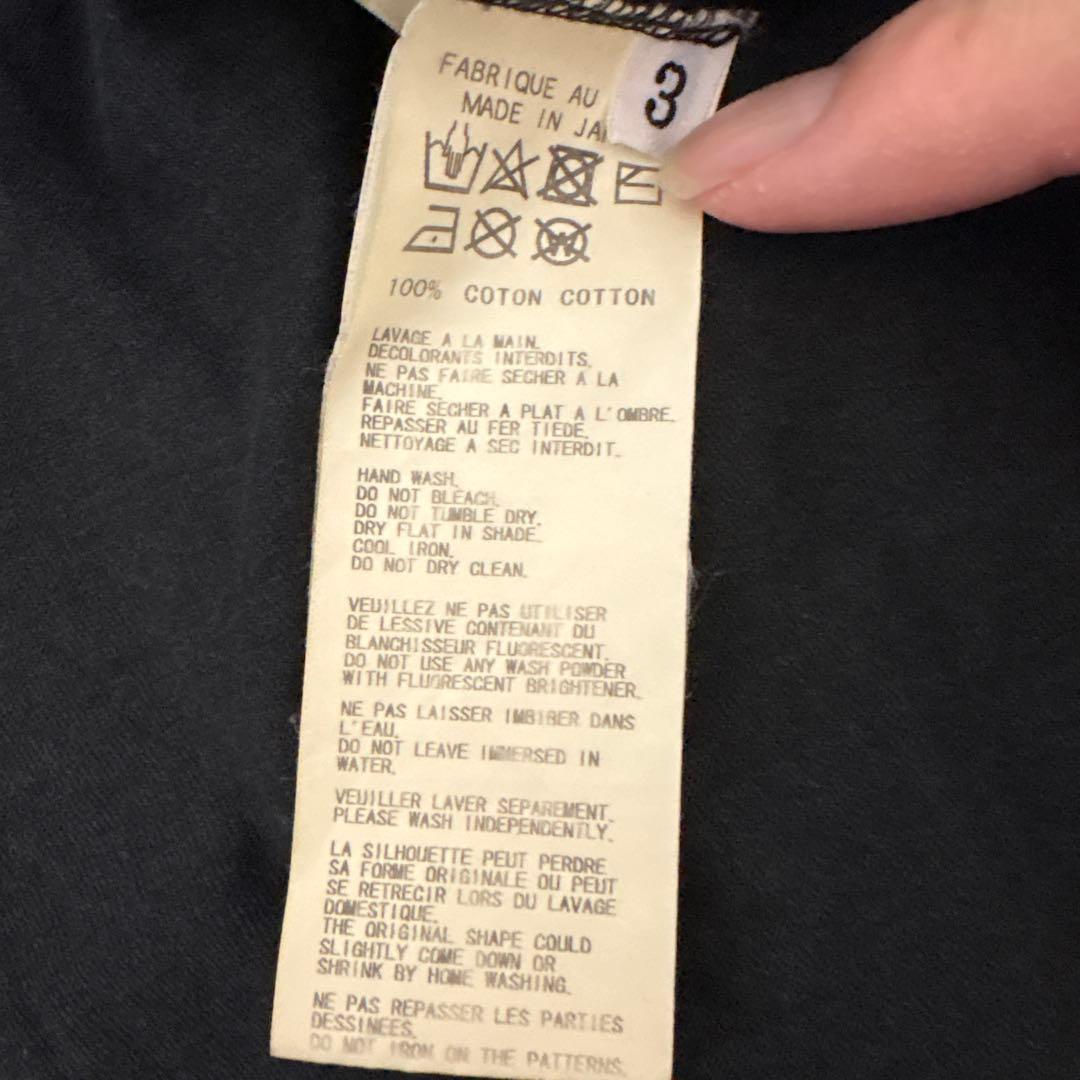 FABRIQUE AU
3
MADE IN JA
100% COTON COTTON
LAVAGE A LA MAIN.
DECOLORANTS INTERDITS.
NE PAS FAIRE SECHER A LA
MACHINE.
FAIRE SECHER A PLAT A L'OMBRE.
REPASSER AU FER TIEDE.
NETTOYAGE A SEC INTERDIT.
HAND WASH.
DO NOT BLEACH.
DO NOT TUMBLE DRY.
DRY FLAT IN SHADE.
COOL IRON.
DO NOT DRY CLEAN.
VEUILLEZ NE PAS UTILISER
DE LESSIVE CONTENANT DU
BLANCHISSEUR FLUORESCENT.
DO NOT USE ANY WASH POWDER
WITH FLUORESCENT BRIGHTENER.
NE PAS LAISSER IMBIBER DANS
L'EAU.
DO NOT LEAVE IMMERSED IN
WATER.
VEUILLER LAVER SEPAREMENT.
PLEASE WASH INDEPENDENTLY.
LA SILHOUETTE PEUT PERDRE
SA FORME ORIGINALE OU PEUT
SE RETRECIR LORS DU LAVAGE
DOMESTIQUE.
THE ORIGINAL SHAPE COULD
SLIGHTLY COME DOWN OR
SHRINK BY HOME WASHING.
NE PAS REPASSER LES PARTIES
DESSINEES.
DO NOT IRON ON THE PATTERNS.